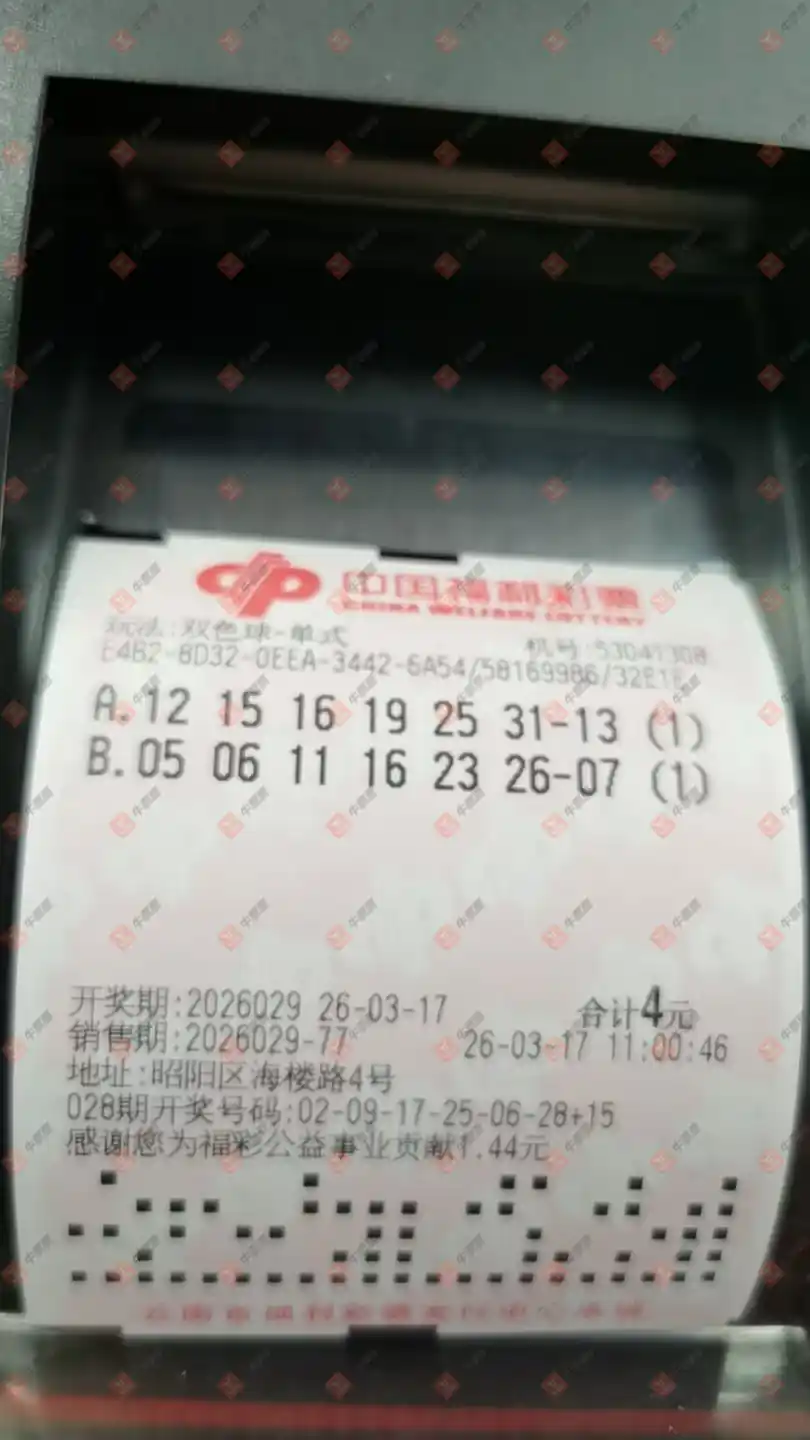 中国福利彩票
CHINA WELFARE LOTTERY
玩法:双色球-单式
机号:53041308
E4B2-8D32-0EEA-3442-6A54/58169986/32E1F
A.12 15 16 19 25 31-13 (1)
B.05 06 11 16 23 26-07 (1)
开奖期:2026029 26-03-17 合计4元
销售期:2026029-77 26-03-17 11:00:46
地址:昭阳区海楼路4号
028期开奖号码:02-09-17-25-06-28+15
感谢您为福彩公益事业贡献1.44元